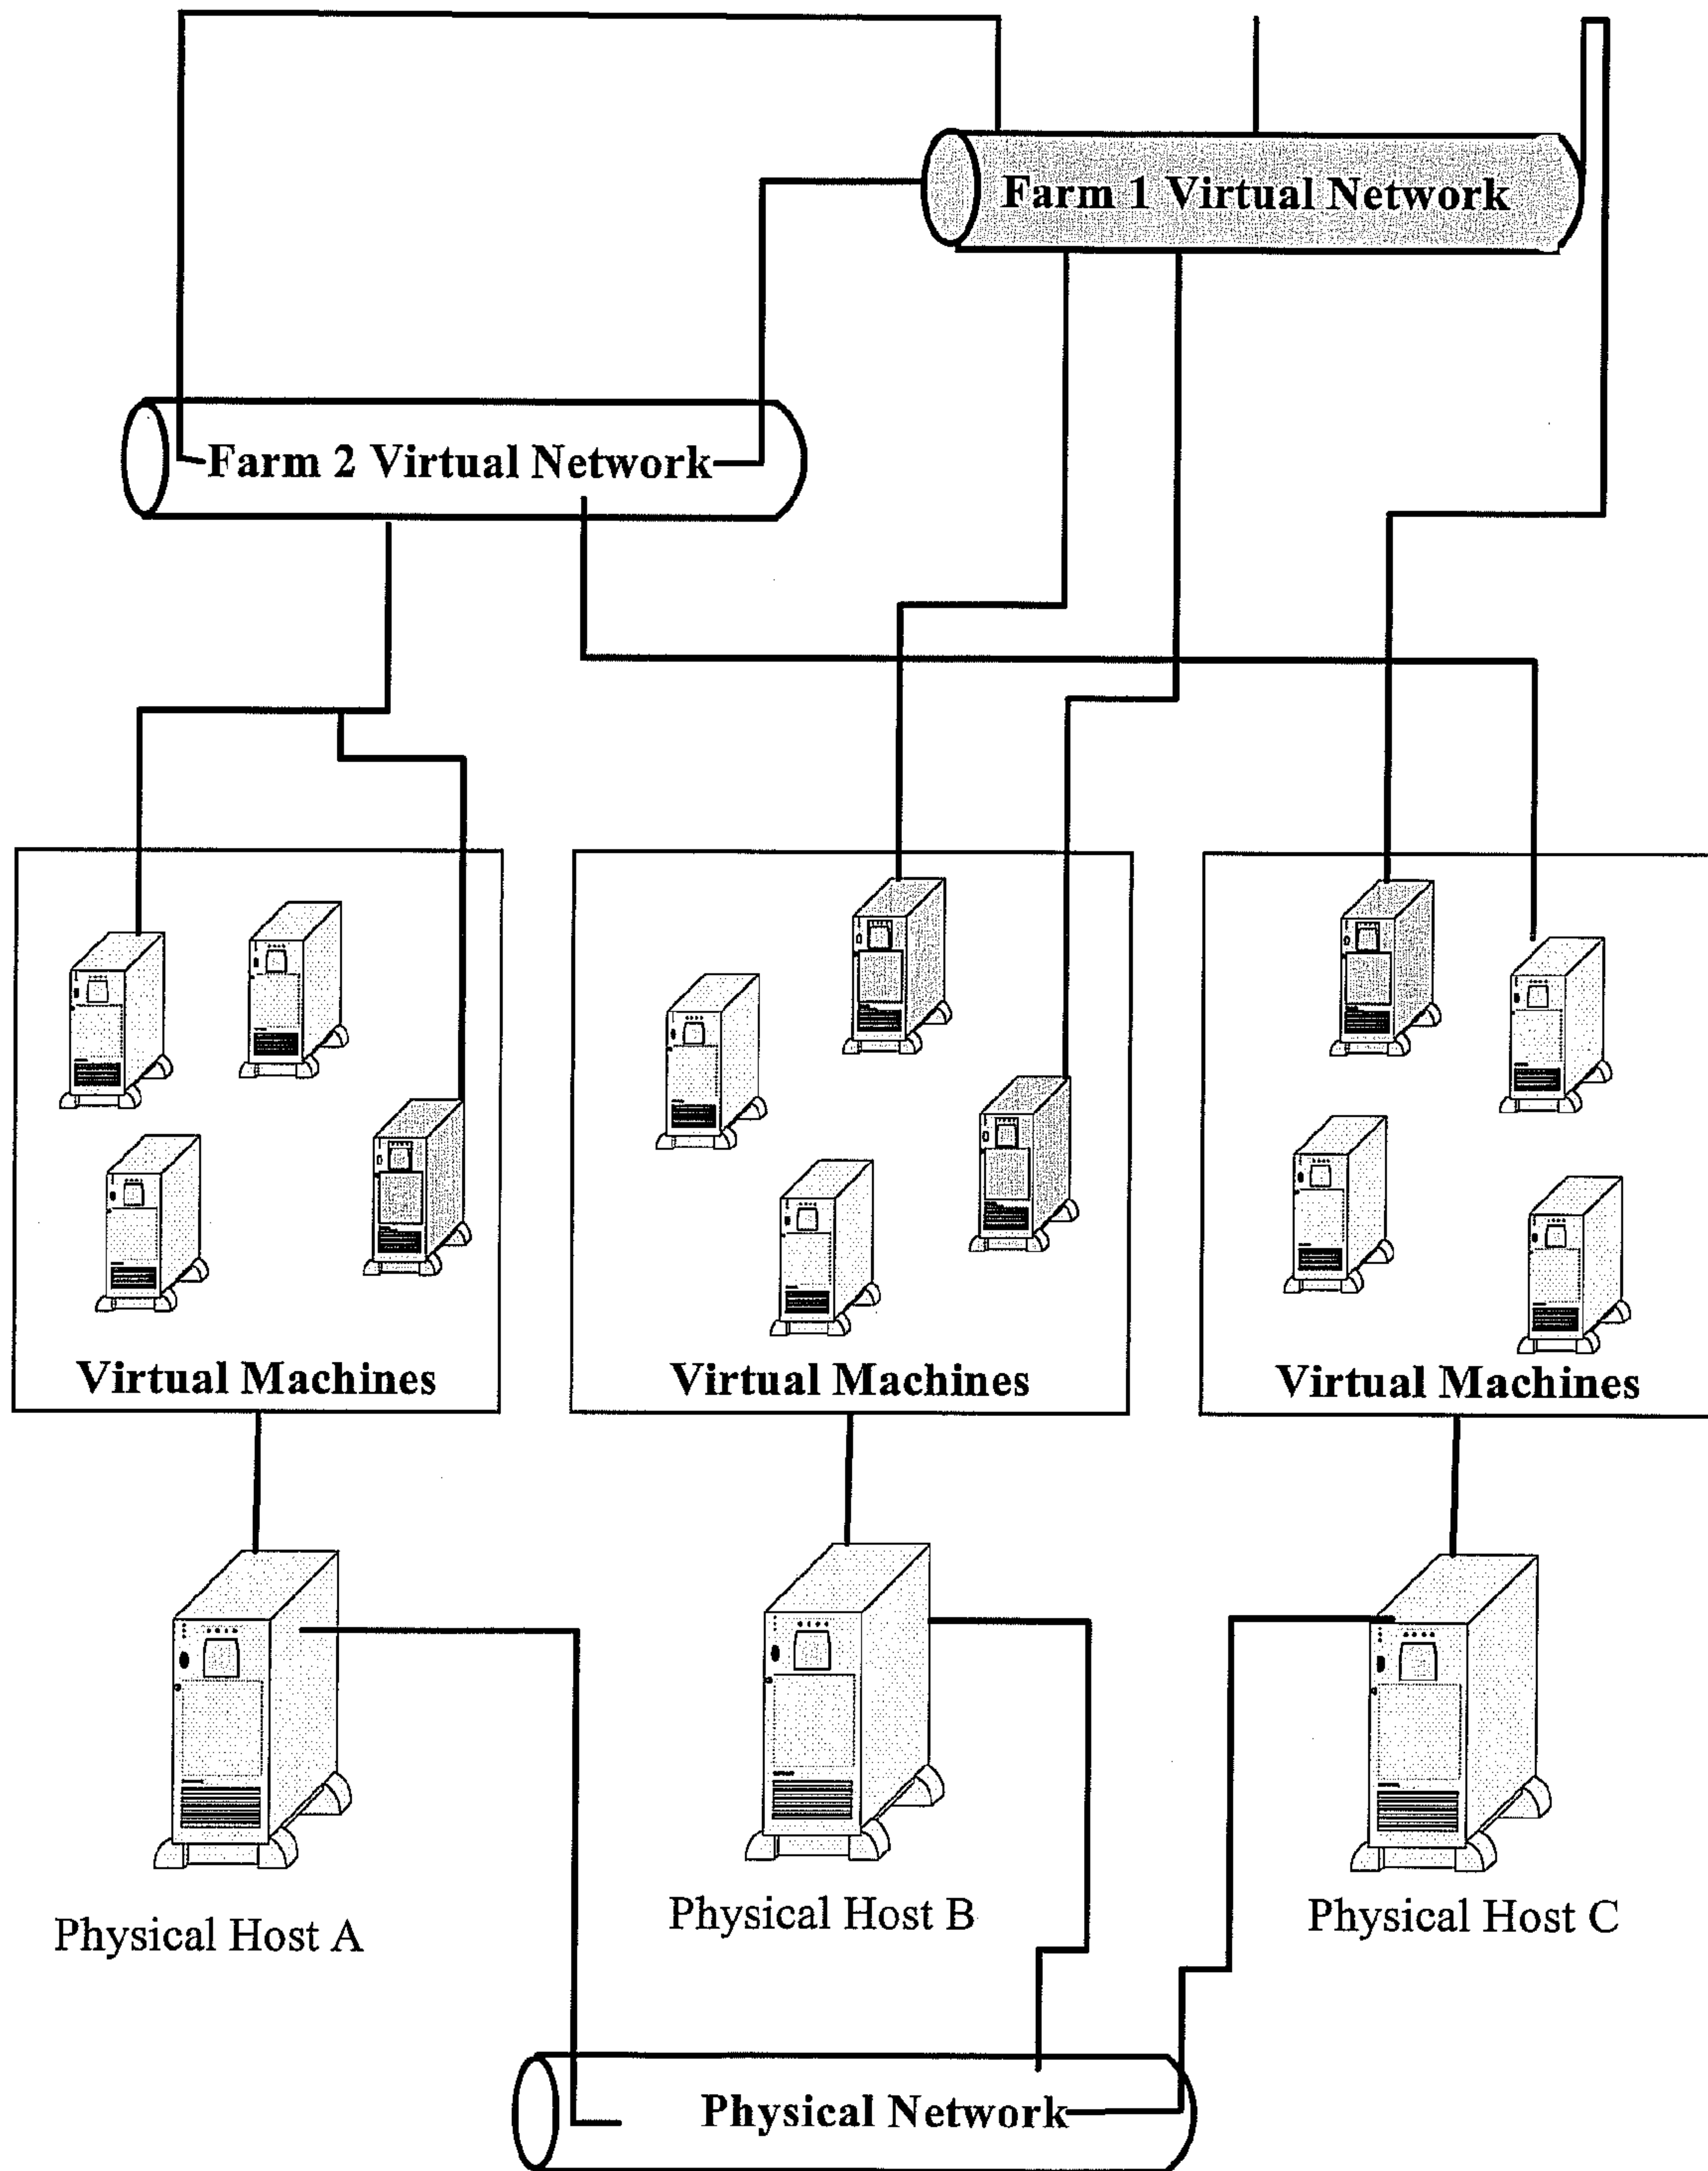 Farm 1 Virtual Network
Farm 2 Virtual Network
Virtual Machines
Virtual Machines
Virtual Machines
Physical Host A
Physical Host B
Physical Host C
Physical Network